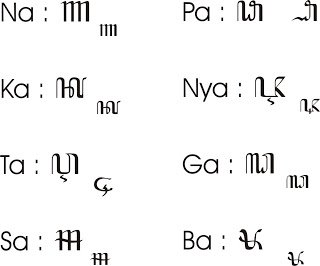 Na : ꦟ ꧀ꦟ Pa : ꦦ ꧀ꦦ
Ka : ꦑ ꧀ꦑ Nya : ꦘ ꧀ꦘ
Ta : ꦡ ꧀ꦡ Ga : ꦓ ꧀ꦓ
Sa : ꦯ ꧀ꦯ Ba : ꦨ ꧀ꦨ